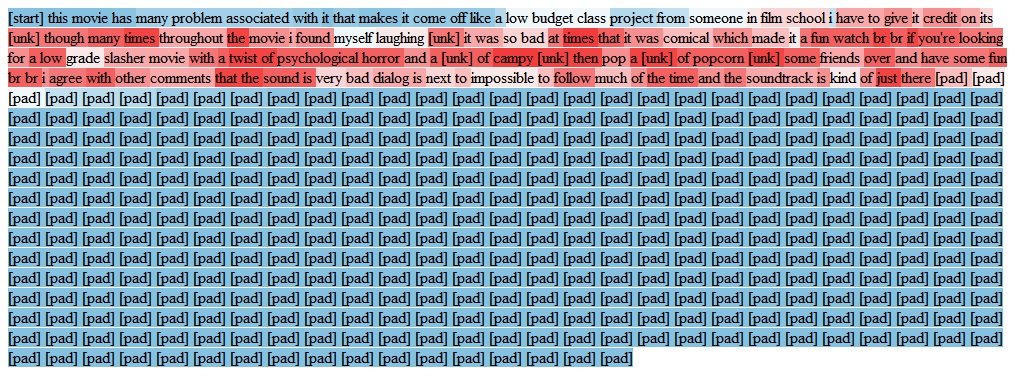 [start] this movie has many problem associated with it that makes it come off like a low budget class project from someone in film school i have to give it credit on its
[unk] though many times throughout the movie i found myself laughing [unk] it was so bad at times that it was comical which made it a fun watch br br if you're looking
for a low grade slasher movie with a twist of psychological horror and a [unk] of campy [unk] then pop a [unk] of popcorn [unk] some friends over and have some fun
br br i agree with other comments that the sound is very bad dialog is next to impossible to follow much of the time and the soundtrack is kind of just there [pad] [pad]
[pad] [pad] [pad] [pad] [pad] [pad] [pad] [pad] [pad] [pad] [pad] [pad] [pad] [pad] [pad] [pad] [pad] [pad] [pad] [pad] [pad] [pad] [pad] [pad] [pad] [pad] [pad]
[pad] [pad] [pad] [pad] [pad] [pad] [pad] [pad] [pad] [pad] [pad] [pad] [pad] [pad] [pad] [pad] [pad] [pad] [pad] [pad] [pad] [pad] [pad] [pad] [pad] [pad] [pad]
[pad] [pad] [pad] [pad] [pad] [pad] [pad] [pad] [pad] [pad] [pad] [pad] [pad] [pad] [pad] [pad] [pad] [pad] [pad] [pad] [pad] [pad] [pad] [pad] [pad] [pad] [pad]
[pad] [pad] [pad] [pad] [pad] [pad] [pad] [pad] [pad] [pad] [pad] [pad] [pad] [pad] [pad] [pad] [pad] [pad] [pad] [pad] [pad] [pad] [pad] [pad] [pad] [pad] [pad]
[pad] [pad] [pad] [pad] [pad] [pad] [pad] [pad] [pad] [pad] [pad] [pad] [pad] [pad] [pad] [pad] [pad] [pad] [pad] [pad] [pad] [pad] [pad] [pad] [pad] [pad] [pad]
[pad] [pad] [pad] [pad] [pad] [pad] [pad] [pad] [pad] [pad] [pad] [pad] [pad] [pad] [pad] [pad] [pad] [pad] [pad] [pad] [pad] [pad] [pad] [pad] [pad] [pad] [pad]
[pad] [pad] [pad] [pad] [pad] [pad] [pad] [pad] [pad] [pad] [pad] [pad] [pad] [pad] [pad] [pad] [pad] [pad] [pad] [pad] [pad] [pad] [pad] [pad] [pad] [pad] [pad]
[pad] [pad] [pad] [pad] [pad] [pad] [pad] [pad] [pad] [pad] [pad] [pad] [pad] [pad] [pad] [pad] [pad] [pad] [pad] [pad] [pad] [pad] [pad] [pad] [pad] [pad] [pad]
[pad] [pad] [pad] [pad] [pad] [pad] [pad] [pad] [pad] [pad] [pad] [pad] [pad] [pad] [pad] [pad] [pad] [pad] [pad] [pad] [pad] [pad] [pad] [pad] [pad] [pad] [pad]
[pad] [pad] [pad] [pad] [pad] [pad] [pad] [pad] [pad] [pad] [pad] [pad] [pad] [pad] [pad] [pad] [pad] [pad] [pad] [pad] [pad] [pad] [pad] [pad] [pad] [pad] [pad]
[pad] [pad] [pad] [pad] [pad] [pad] [pad] [pad] [pad] [pad] [pad] [pad] [pad] [pad] [pad] [pad] [pad] [pad] [pad] [pad] [pad] [pad] [pad] [pad] [pad] [pad] [pad]
[pad] [pad] [pad] [pad] [pad] [pad] [pad] [pad] [pad] [pad] [pad] [pad] [pad] [pad] [pad] [pad] [pad] [pad] [pad] [pad] [pad] [pad] [pad] [pad] [pad] [pad] [pad]
[pad] [pad] [pad] [pad] [pad] [pad] [pad] [pad] [pad] [pad] [pad] [pad] [pad] [pad] [pad] [pad] [pad] [pad] [pad] [pad] [pad] [pad] [pad] [pad] [pad] [pad] [pad]
[pad] [pad] [pad] [pad] [pad] [pad] [pad] [pad] [pad] [pad] [pad] [pad] [pad] [pad] [pad] [pad] [pad]